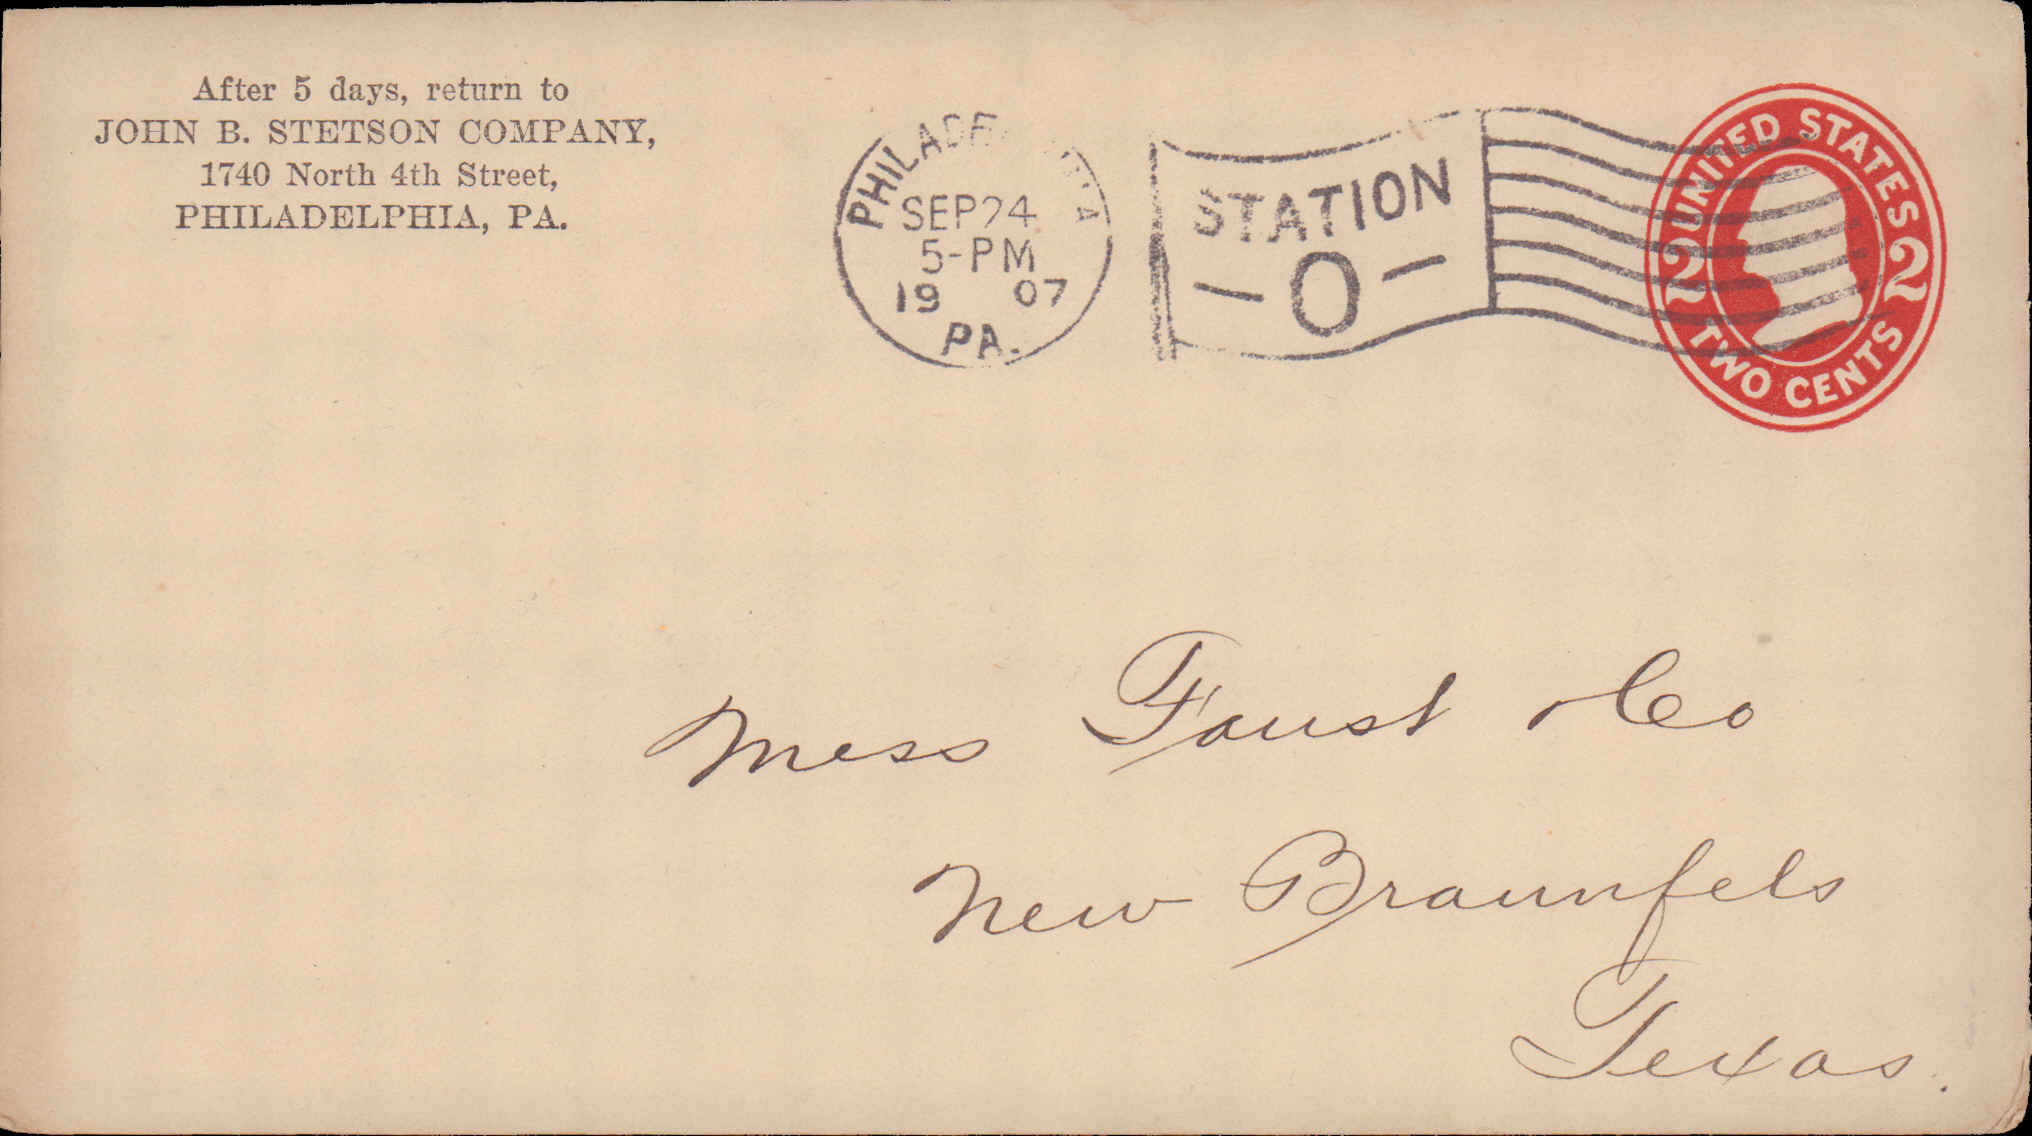 After 5 days, return to
JOHN B. STETSON COMPANY,
1740 North 4th Street,
PHILADELPHIA, PA.
PHILADELPHIA
SEP 24
5-PM
19 07
PA.
STATION
- O -
UNITED STATES
2 2
TWO CENTS
Mess Faust & Co
New Braunfels
Texas.